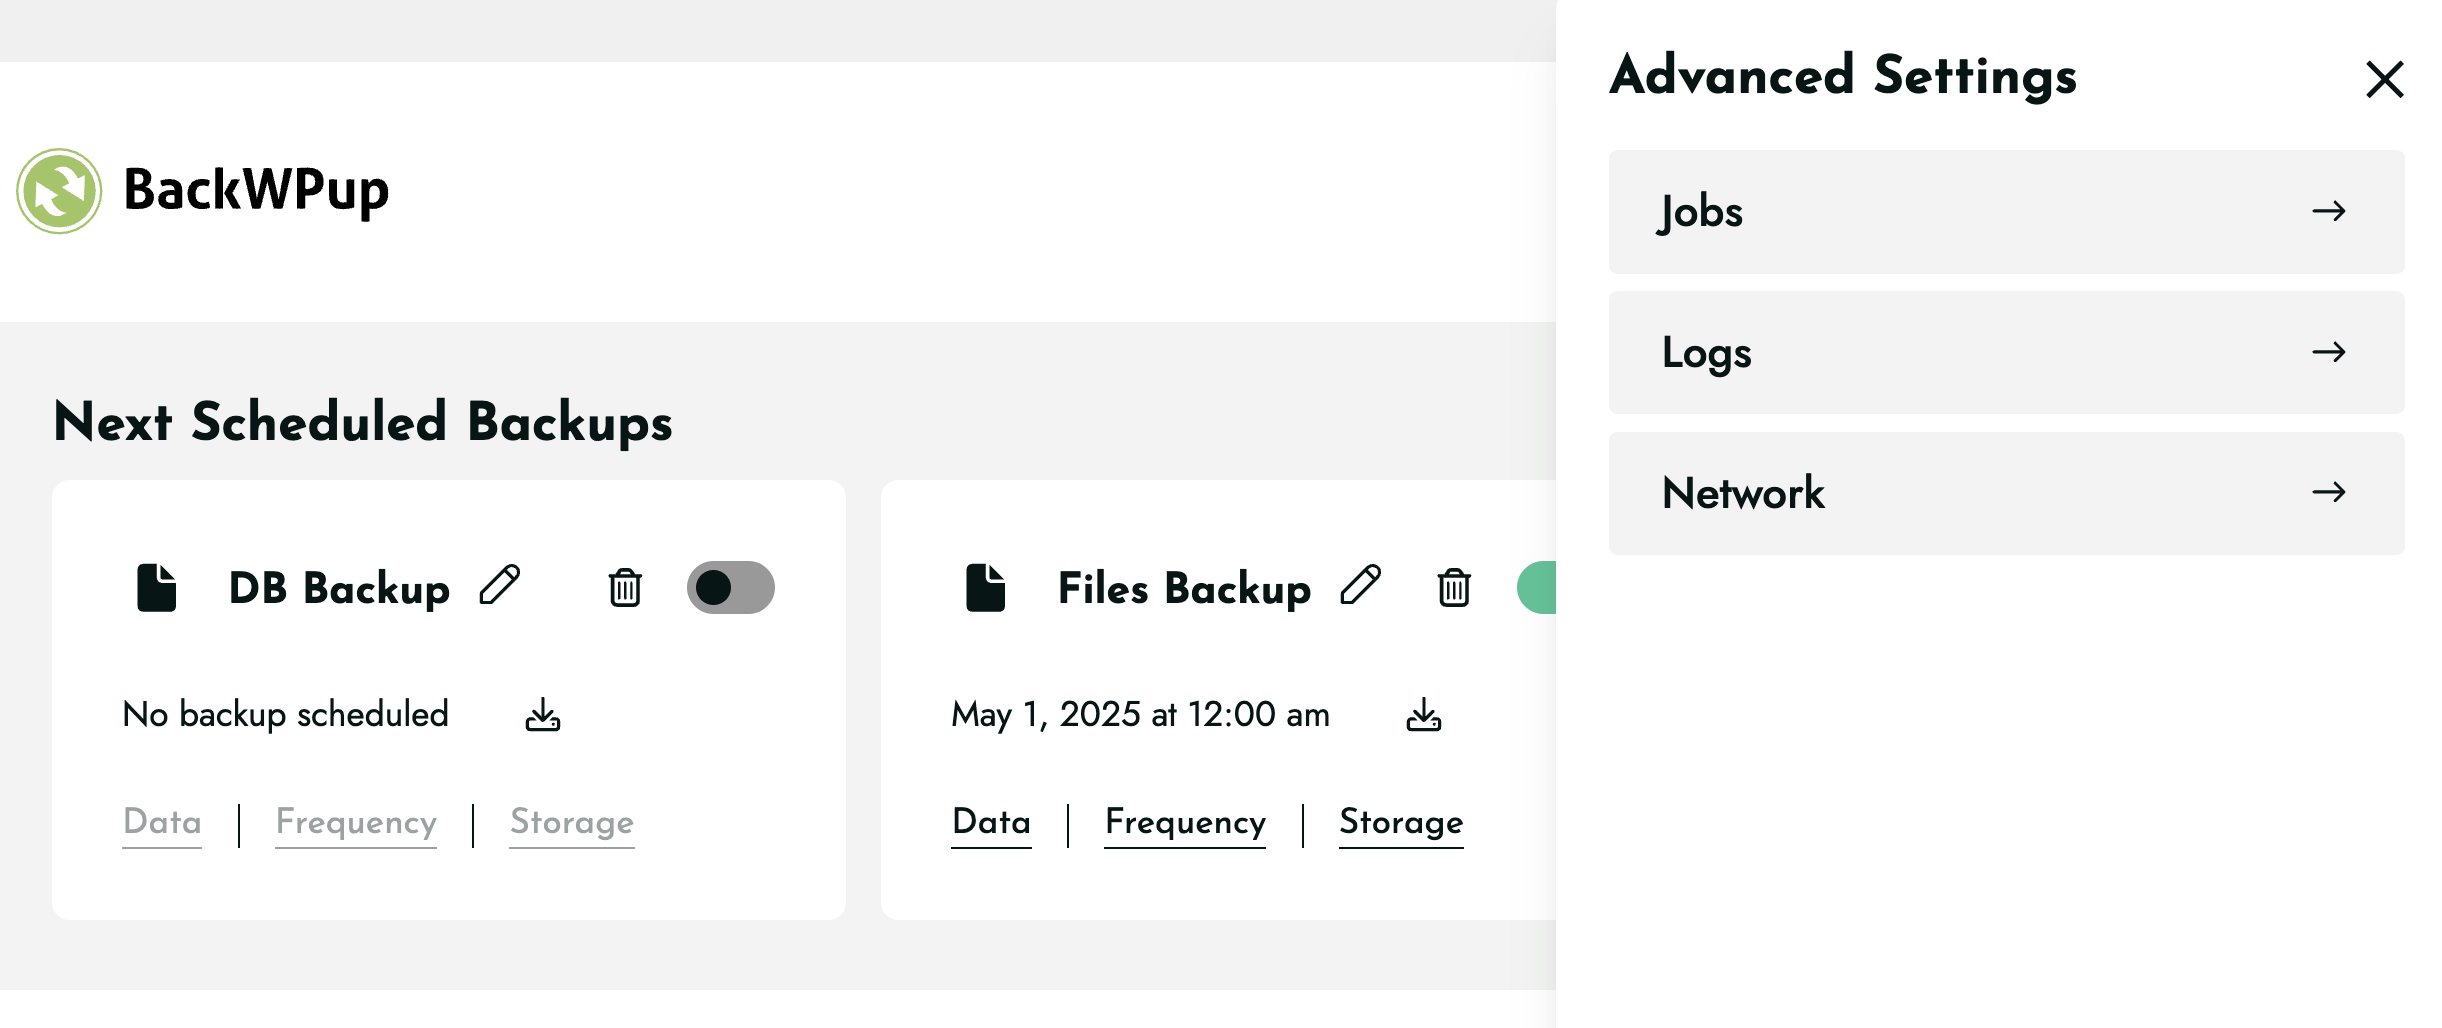 BackWPup
Next Scheduled Backups
DB Backup
No backup scheduled
Data | Frequency | Storage
Files Backup
May 1, 2025 at 12:00 am
Data | Frequency | Storage
Advanced Settings
Jobs
Logs
Network